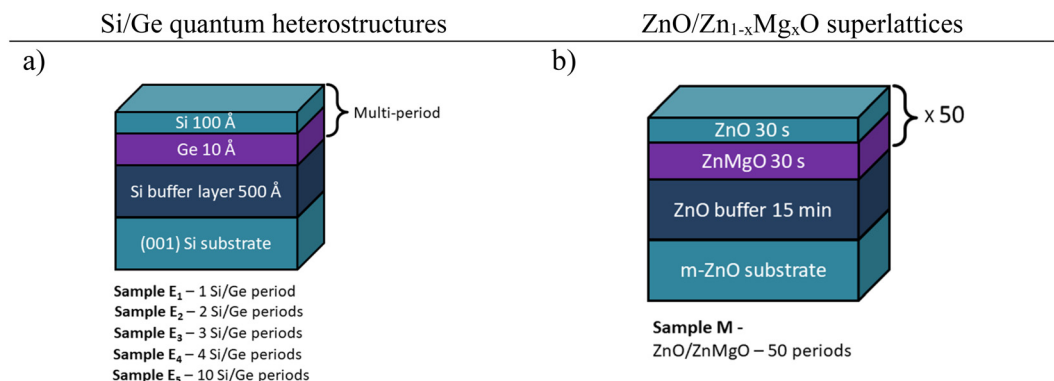 Si/Ge quantum heterostructures
ZnO/Zn1-xMgxO superlattices
a)
Si 100 Å
Ge 10 Å
Si buffer layer 500 Å
(001) Si substrate
Multi-period
Sample E1 – 1 Si/Ge period
Sample E2 – 2 Si/Ge periods
Sample E3 – 3 Si/Ge periods
Sample E4 – 4 Si/Ge periods
Sample E5 – 10 Si/Ge periods
b)
ZnO 30 s
ZnMgO 30 s
ZnO buffer 15 min
m-ZnO substrate
x 50
Sample M -
ZnO/ZnMgO – 50 periods